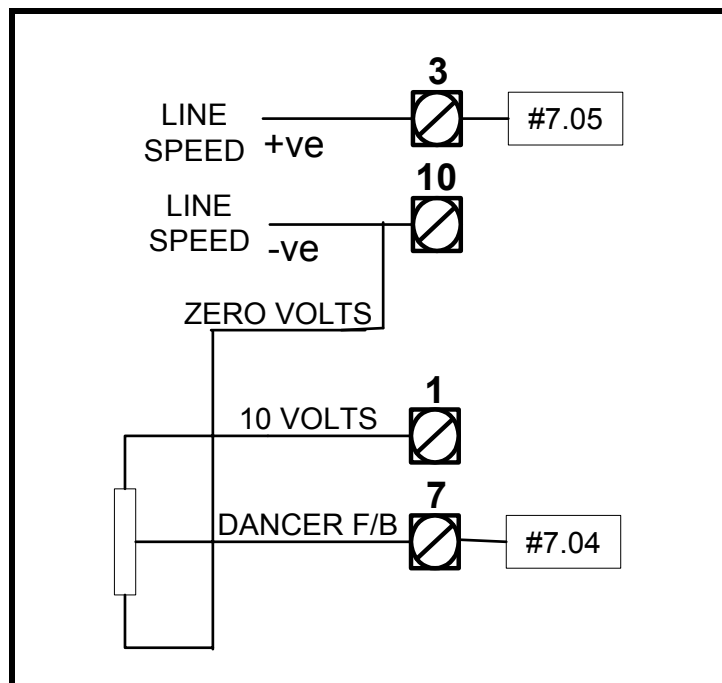 3
LINE
SPEED +ve
#7.05
10
LINE
SPEED -ve
ZERO VOLTS
1
10 VOLTS
7
DANCER F/B
#7.04